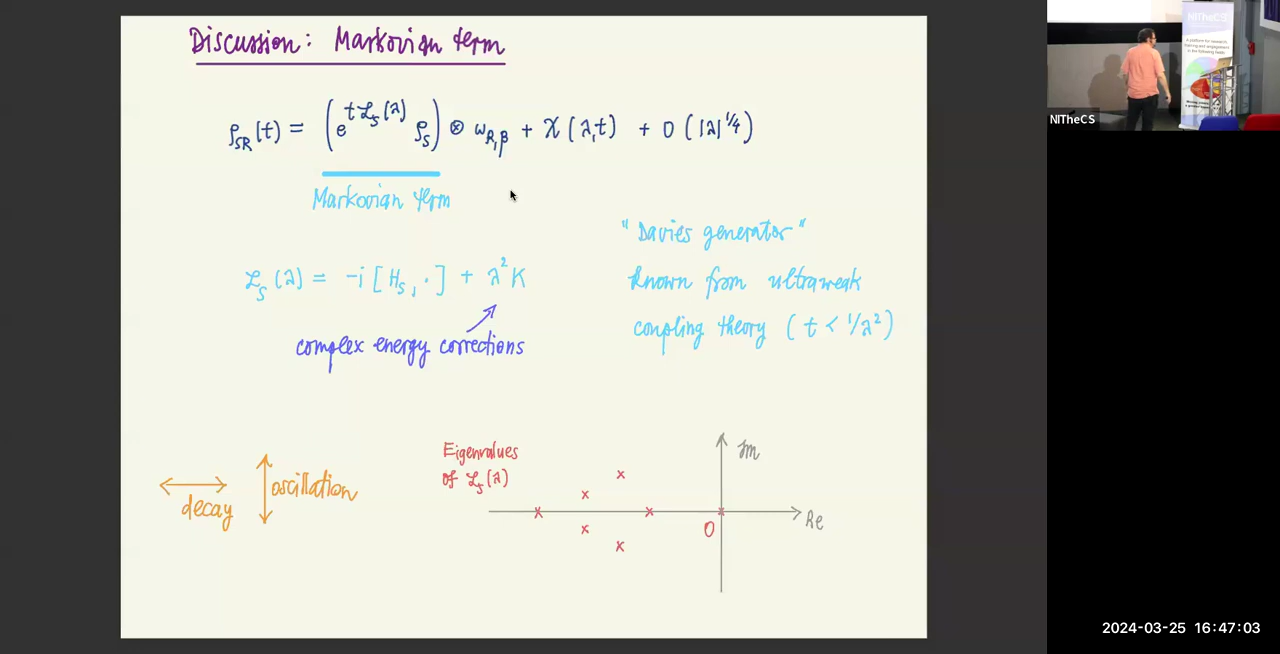 Discussion: Markovian term
ρ_SR(t) = (e^{tℒ_S(λ)} ρ_S) ⊗ ω_{R,β} + χ(λ,t) + O(|λ|^{1/4})
Markovian term
"Davies generator"
ℒ_S(λ) = -i[H_S, ·] + λ²K
known from ultraweak
coupling theory (t < 1/λ²)
complex energy corrections
Eigenvalues
of ℒ_S(λ)
Im
decay
oscillation
0
Re
NITheCS
NITheCS
2024-03-25 16:47:03